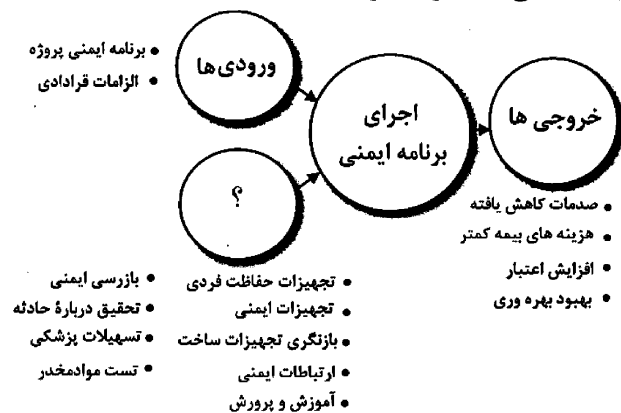 ورودی‌ها
• برنامه ایمنی پروژه
• الزامات قرادادی
اجرای
برنامه ایمنی
خروجی ها
؟
• صدمات کاهش یافته
• هزینه های بیمه کمتر
• افزایش اعتبار
• بهبود بهره وری
• تجهیزات حفاظت فردی
• تجهیزات ایمنی
• بازنگری تجهیزات ساخت
• ارتباطات ایمنی
• آموزش و پرورش
• بازرسی ایمنی
• تحقیق دربارهٔ حادثه
• تسهیلات پزشکی
• تست موادمخدر